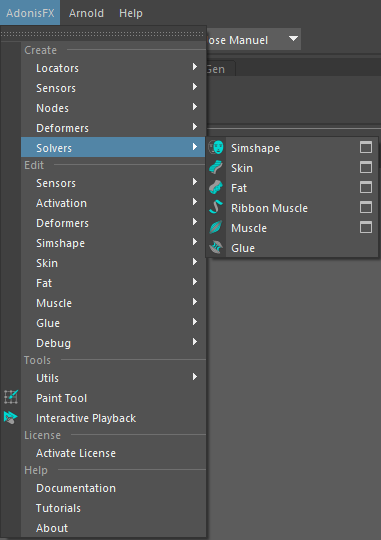 AdonisFX Arnold Help
ose Manuel
Gen
Create
Locators
Sensors
Nodes
Deformers
Solvers
Simshape
Skin
Fat
Ribbon Muscle
Muscle
Glue
Edit
Sensors
Activation
Deformers
Simshape
Skin
Fat
Muscle
Glue
Debug
Tools
Utils
Paint Tool
Interactive Playback
License
Activate License
Help
Documentation
Tutorials
About